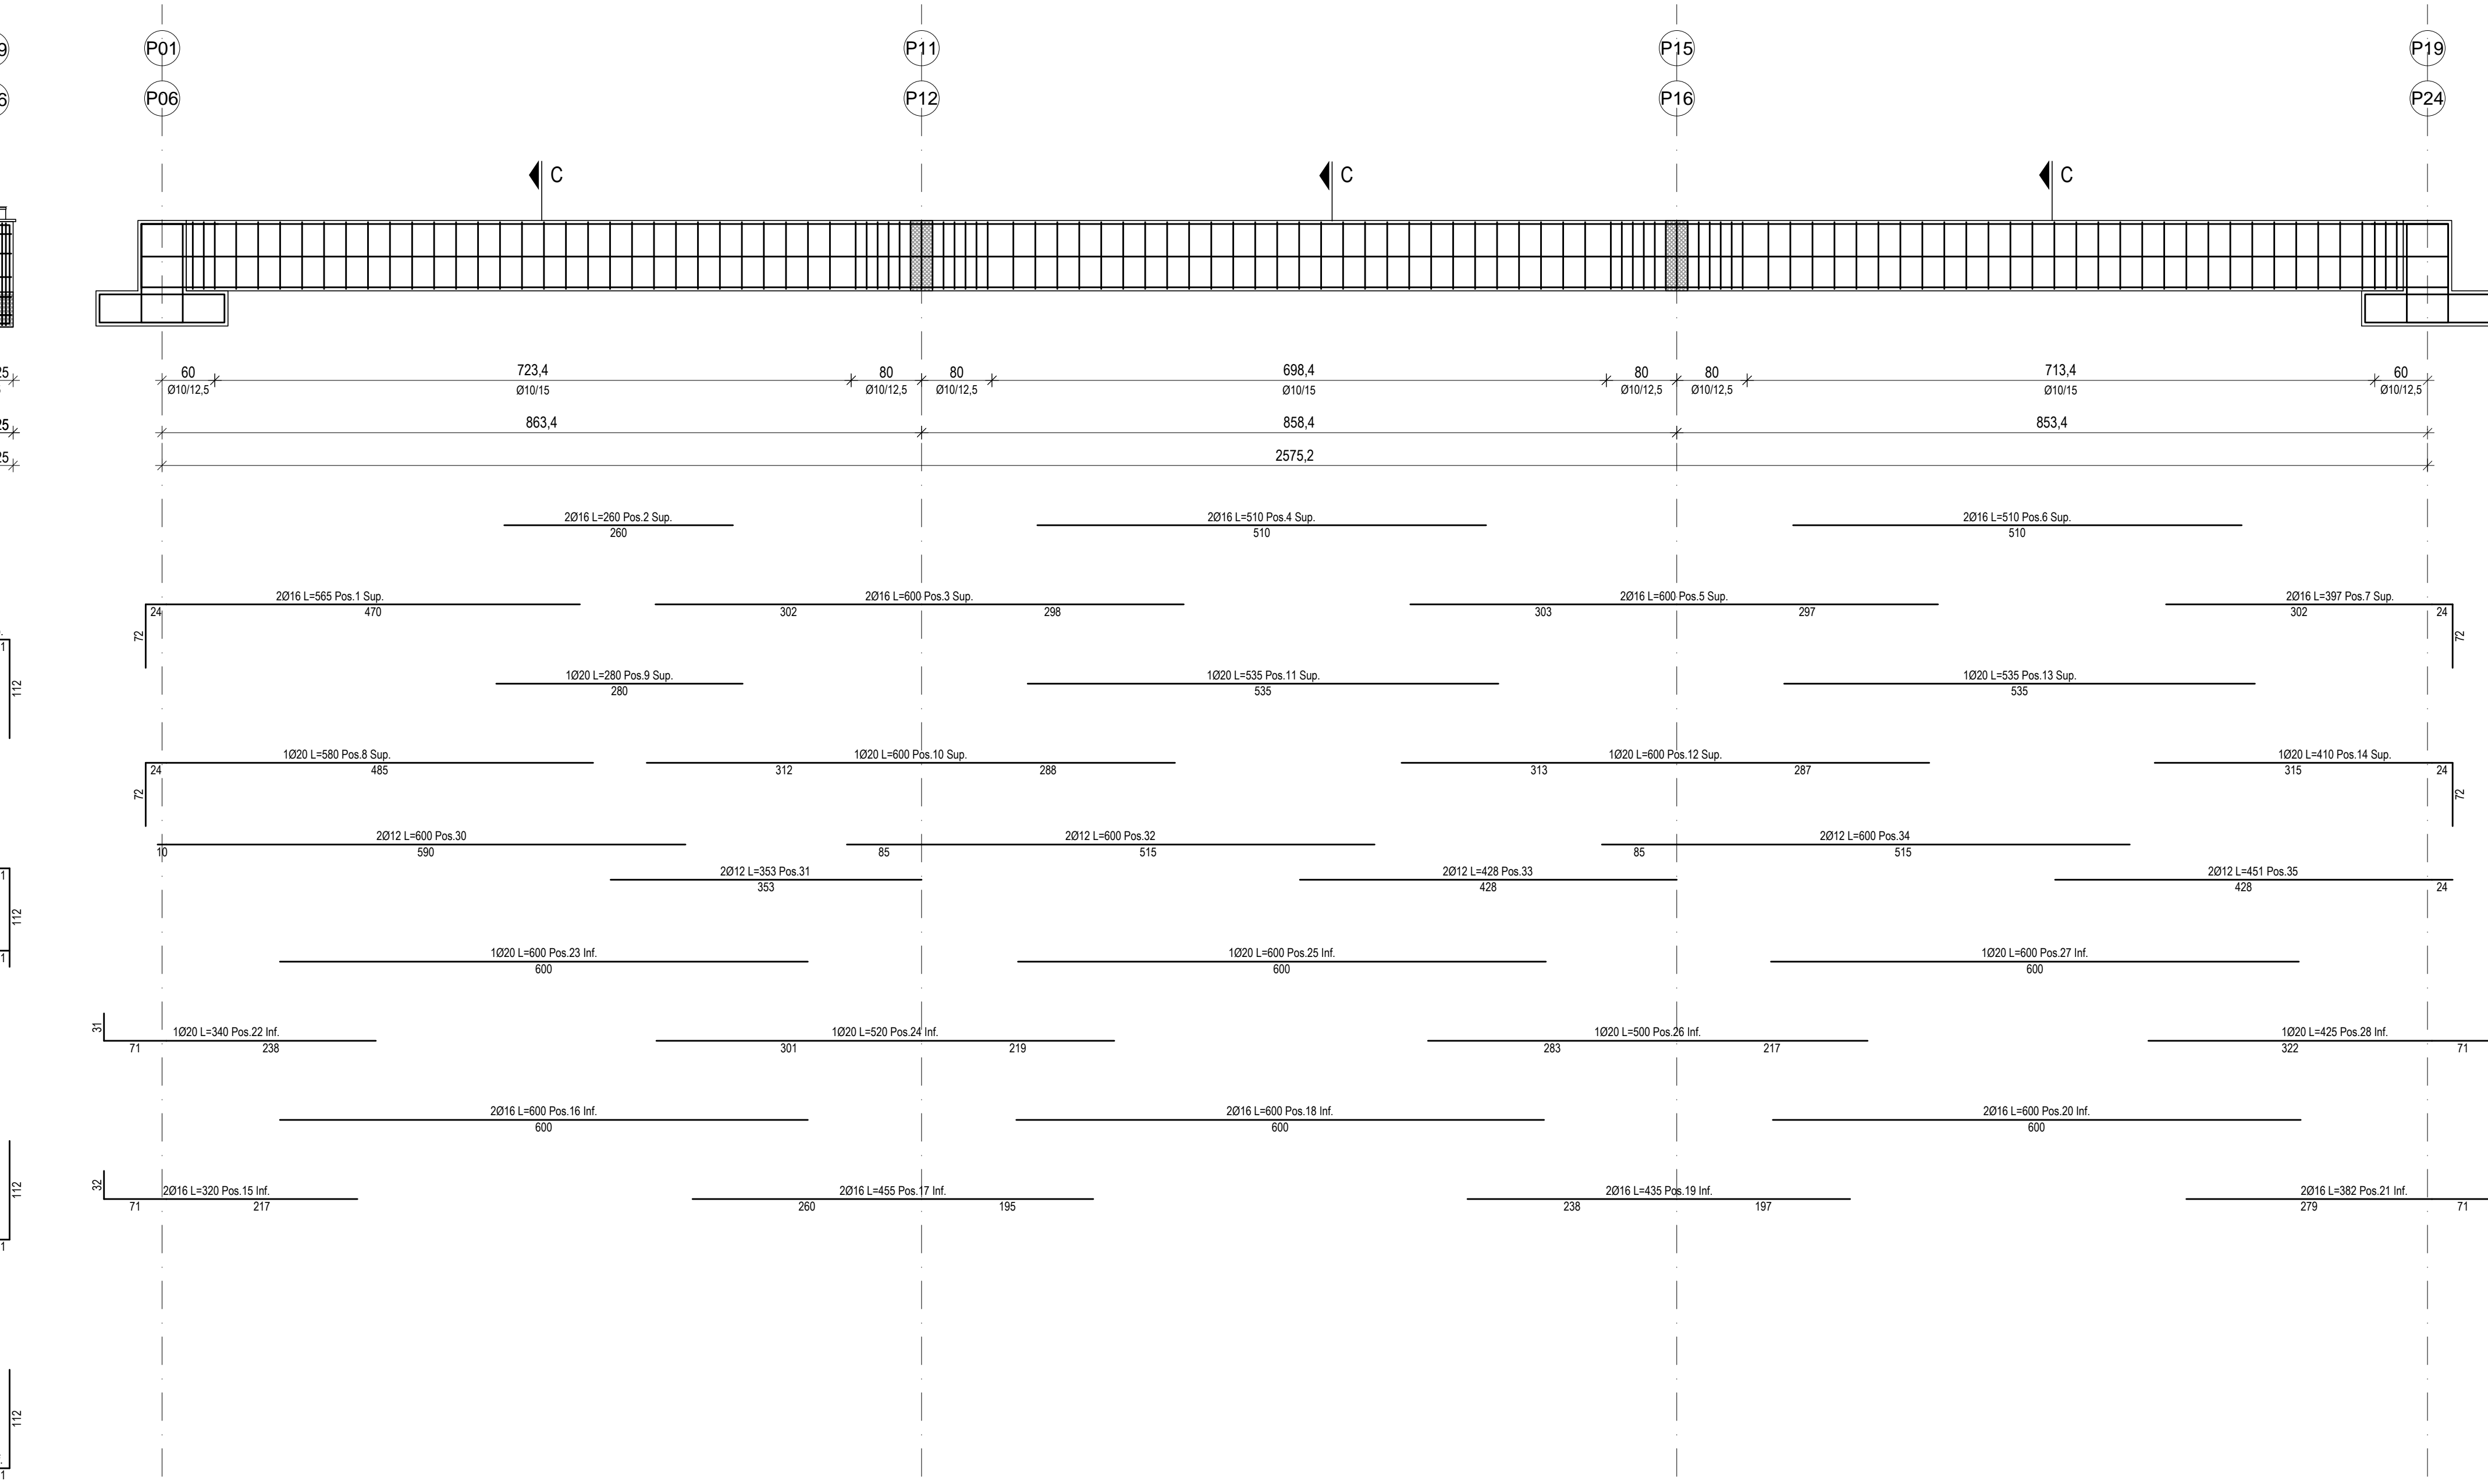 P01 P11 P15 P19
P06 P12 P16 P24
C C C
60 723,4 80 80 698,4 80 80 713,4 60
Ø10/12,5 Ø10/15 Ø10/12,5 Ø10/12,5 Ø10/15 Ø10/12,5 Ø10/12,5 Ø10/15 Ø10/12,5
863,4 858,4 853,4
2575,2
2Ø16 L=260 Pos.2 Sup. 2Ø16 L=510 Pos.4 Sup. 2Ø16 L=510 Pos.6 Sup.
260 510 510
2Ø16 L=565 Pos.1 Sup. 2Ø16 L=600 Pos.3 Sup. 2Ø16 L=600 Pos.5 Sup. 2Ø16 L=397 Pos.7 Sup.
24 470 302 298 303 297 302 24
72 72
1Ø20 L=280 Pos.9 Sup. 1Ø20 L=535 Pos.11 Sup. 1Ø20 L=535 Pos.13 Sup.
112 280 535 535
1Ø20 L=580 Pos.8 Sup. 1Ø20 L=600 Pos.10 Sup. 1Ø20 L=600 Pos.12 Sup. 1Ø20 L=410 Pos.14 Sup.
24 485 312 288 313 287 315 24
72 72
2Ø12 L=600 Pos.30 2Ø12 L=600 Pos.32 2Ø12 L=600 Pos.34
10 590 85 515 85 515
2Ø12 L=353 Pos.31 2Ø12 L=428 Pos.33 2Ø12 L=451 Pos.35
353 428 428 24
112
1Ø20 L=600 Pos.23 Inf. 1Ø20 L=600 Pos.25 Inf. 1Ø20 L=600 Pos.27 Inf.
600 600 600
31
1Ø20 L=340 Pos.22 Inf. 1Ø20 L=520 Pos.24 Inf. 1Ø20 L=500 Pos.26 Inf. 1Ø20 L=425 Pos.28 Inf.
71 238 301 219 283 217 322 71
2Ø16 L=600 Pos.16 Inf. 2Ø16 L=600 Pos.18 Inf. 2Ø16 L=600 Pos.20 Inf.
600 600 600
112 32
2Ø16 L=320 Pos.15 Inf. 2Ø16 L=455 Pos.17 Inf. 2Ø16 L=435 Pos.19 Inf. 2Ø16 L=382 Pos.21 Inf.
71 217 260 195 238 197 279 71
112